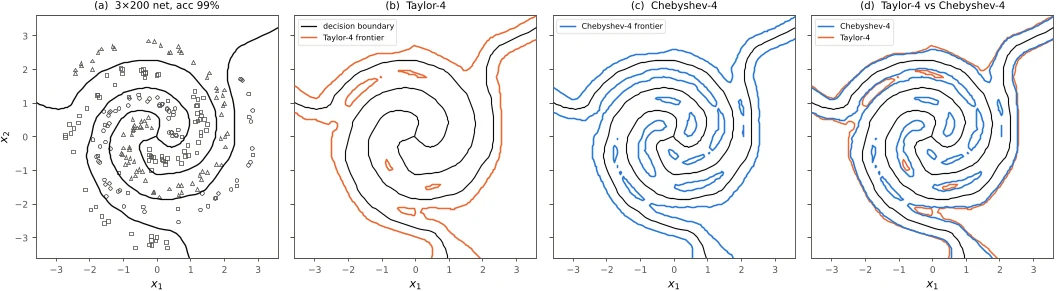 (a) 3×200 net, acc 99%
(b) Taylor-4
(c) Chebyshev-4
(d) Taylor-4 vs Chebyshev-4
decision boundary
Taylor-4 frontier
Chebyshev-4 frontier
Chebyshev-4
Taylor-4
3
2
1
0
−1
−2
−3
x₂
−3 −2 −1 0 1 2 3
−3 −2 −1 0 1 2 3
−3 −2 −1 0 1 2 3
−3 −2 −1 0 1 2 3
x₁
x₁
x₁
x₁